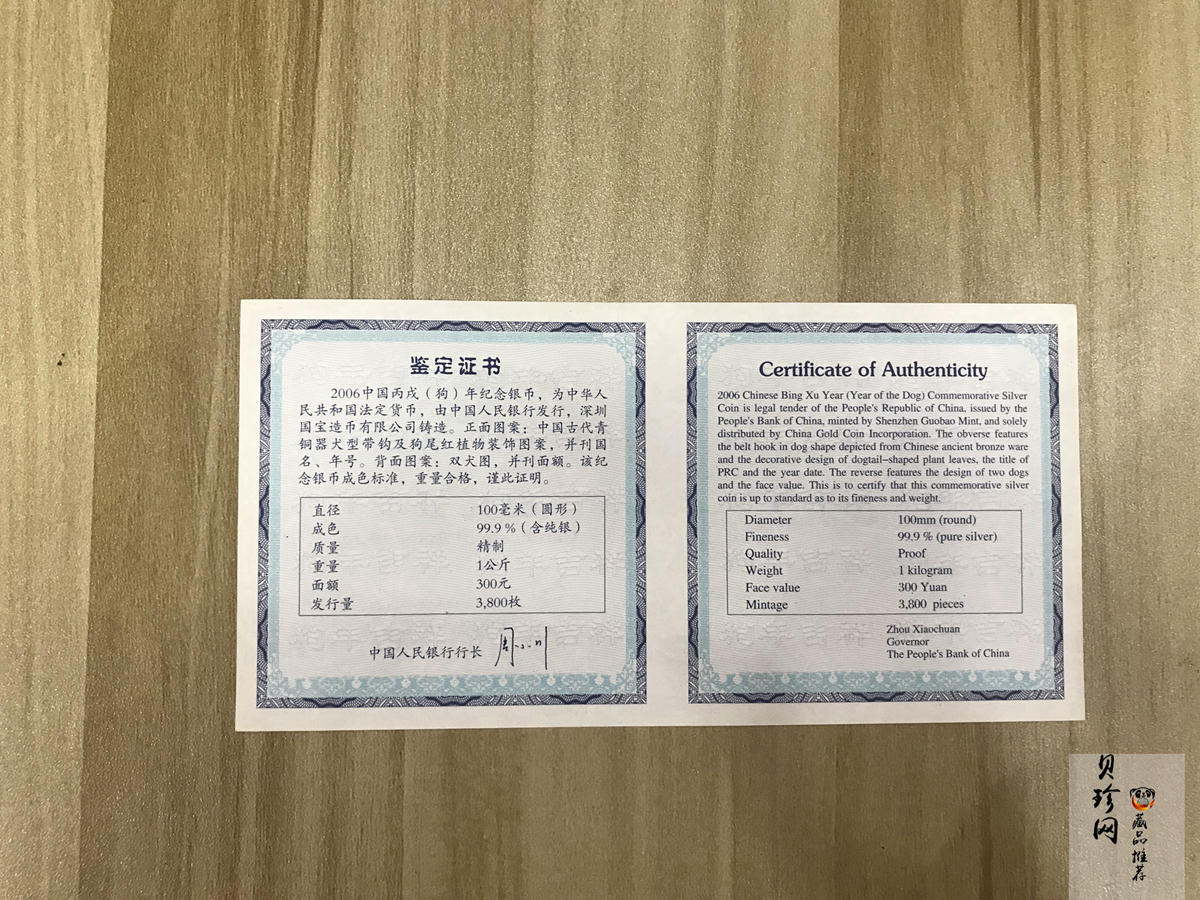 鉴定证书
2006中国丙戌（狗）年纪念银币，为中华人
民共和国法定货币，由中国人民银行发行，深圳
国宝造币有限公司铸造。正面图案：中国古代青
铜器犬型带钩及狗尾红植物装饰图案，并刊国
名、年号。背面图案：双犬图，并刊面额。该纪
念银币成色标准，重量合格，谨此证明。
直径 100毫米（圆形）
成色 99.9％（含纯银）
质量 精制
重量 1公斤
面额 300元
发行量 3,800枚
中国人民银行行长 周小川
Certificate of Authenticity
2006 Chinese Bing Xu Year (Year of the Dog) Commemorative Silver
Coin is legal tender of the People's Republic of China, issued by the
People's Bank of China, minted by Shenzhen Guobao Mint, and solely
distributed by China Gold Coin Incorporation. The obverse features
the belt hook in dog shape depicted from Chinese ancient bronze ware
and the decorative design of dogtail–shaped plant leaves, the title of
PRC and the year date. The reverse features the design of two dogs
and the face value. This is to certify that this commemorative silver
coin is up to standard as to its fineness and weight.
Diameter 100mm (round)
Fineness 99.9 % (pure silver)
Quality Proof
Weight 1 kilogram
Face value 300 Yuan
Mintage 3,800 pieces
Zhou Xiaochuan
Governor
The People's Bank of China
贝珍网
藏品推荐